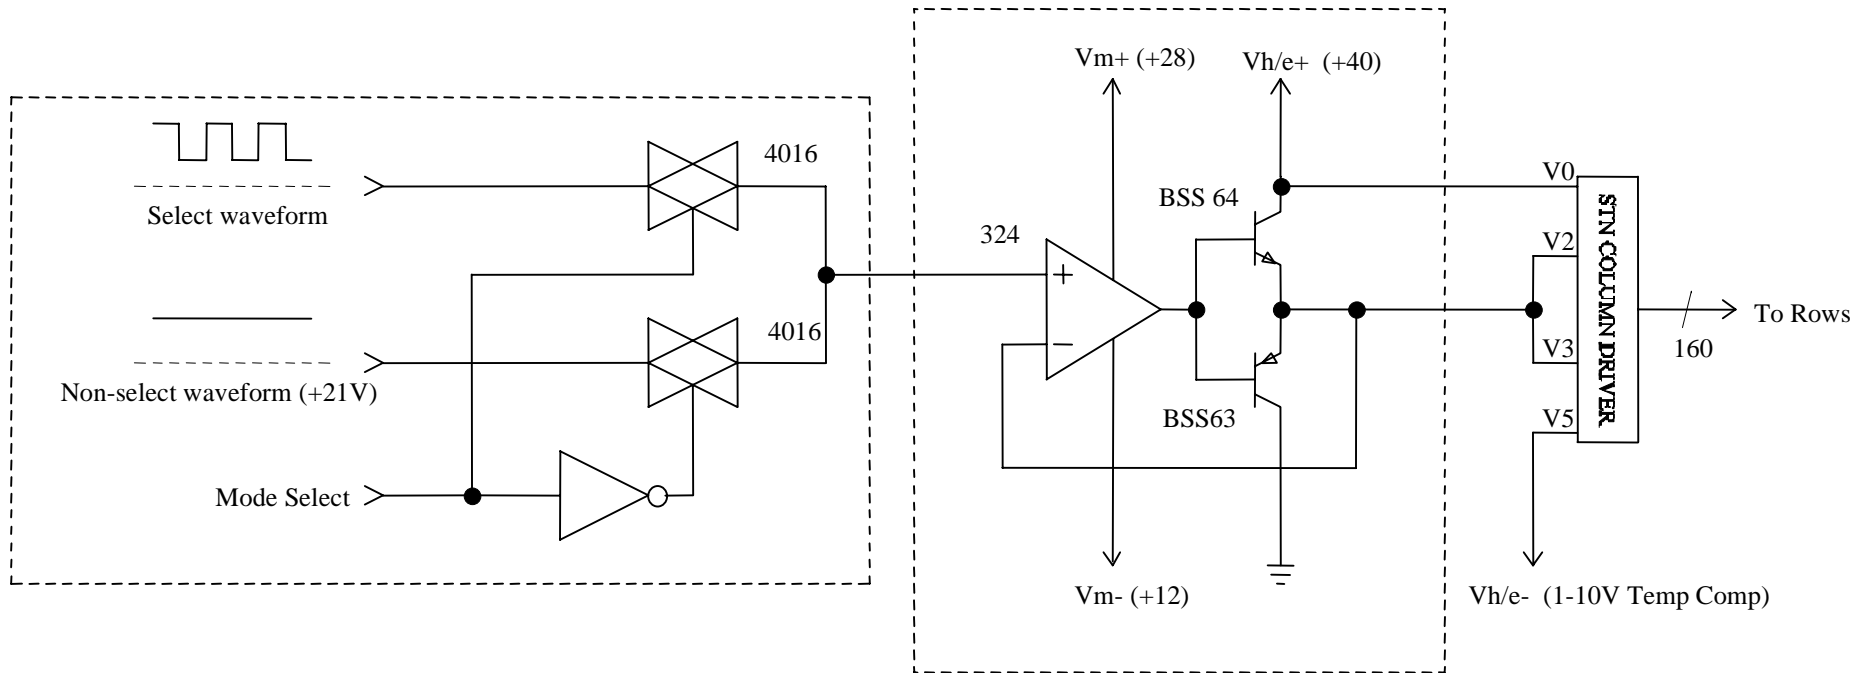 Vm+ (+28)
Vh/e+ (+40)
4016
Select waveform
BSS 64
324
V0
V2
V3
V5
STN COLUMN DRIVER
+
−
4016
Non-select waveform (+21V)
BSS63
To Rows
160
Mode Select
Vm- (+12)
Vh/e- (1-10V Temp Comp)